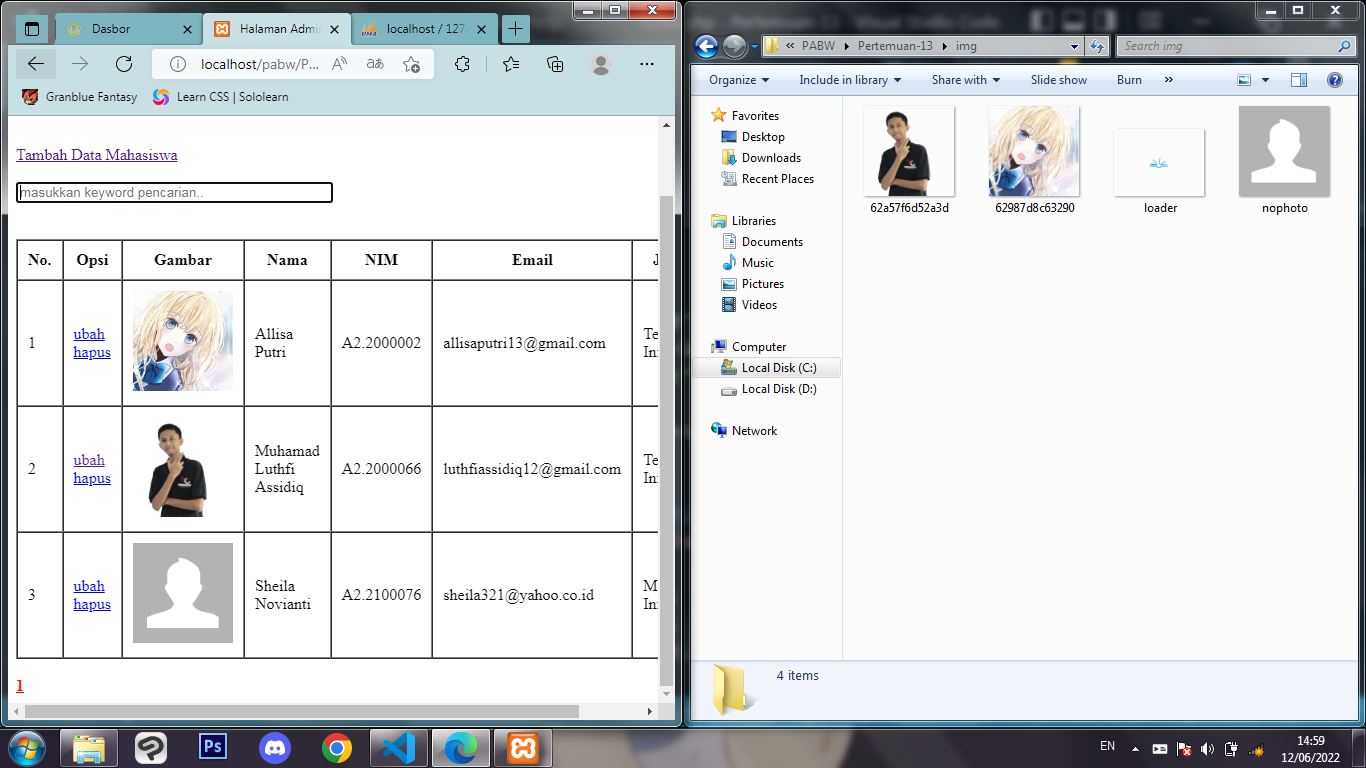 Dasbor
Halaman Admi
localhost / 127
localhost/pabw/P...
Granblue Fantasy
Learn CSS | Sololearn
Tambah Data Mahasiswa
masukkan keyword pencarian..
No. Opsi Gambar Nama NIM Email J
1 ubah hapus Allisa Putri A2.2000002 allisaputri13@gmail.com Te In
2 ubah hapus Muhamad Luthfi Assidiq A2.2000066 luthfiassidiq12@gmail.com Te In
3 ubah hapus Sheila Novianti A2.2100076 sheila321@yahoo.co.id M In
1
« PABW Pertemuan-13 img
Search img
Organize Include in library Share with Slide show Burn »
Favorites
Desktop
Downloads
Recent Places
Libraries
Documents
Music
Pictures
Videos
Computer
Local Disk (C:)
Local Disk (D:)
Network
62a57f6d52a3d 62987d8c63290 loader nophoto
4 items
EN
14:59
12/06/2022